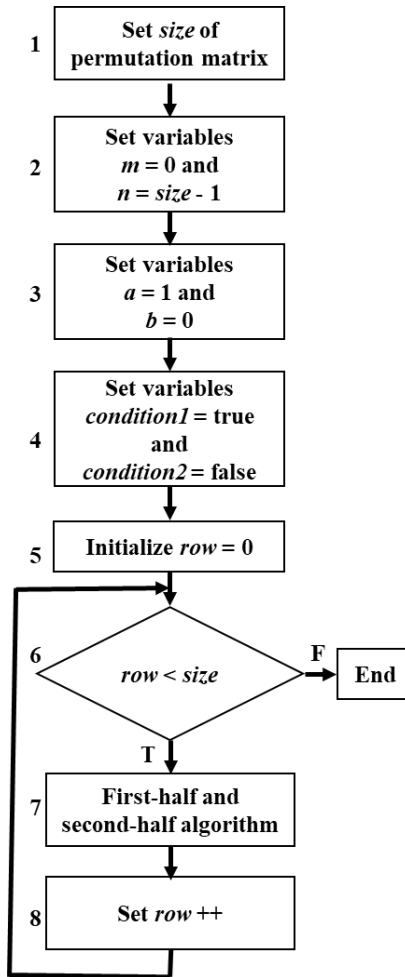 1
Set size of
permutation matrix
2
Set variables
m = 0 and
n = size - 1
3
Set variables
a = 1 and
b = 0
4
Set variables
condition1 = true
and
condition2 = false
5
Initialize row = 0
6
row < size
F
End
T
7
First-half and
second-half algorithm
8
Set row ++